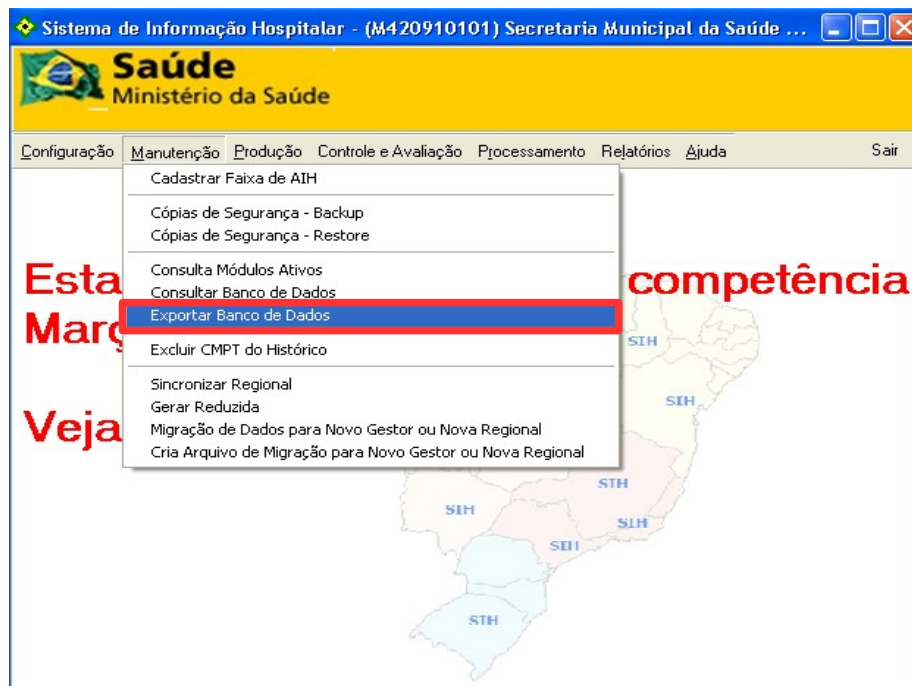 Sistema de Informação Hospitalar - (M420910101) Secretaria Municipal da Saúde ...
Saúde
Ministério da Saúde
Configuração Manutenção Produção Controle e Avaliação Processamento Relatórios Ajuda Sair
Cadastrar Faixa de AIH
Cópias de Segurança - Backup
Cópias de Segurança - Restore
Consulta Módulos Ativos
Esta competência
Consultar Banco de Dados
Exportar Banco de Dados
Març
SIH
Excluir CMPT do Histórico
Sincronizar Regional
SIH
Gerar Reduzida
Veja
Migração de Dados para Novo Gestor ou Nova Regional
Cria Arquivo de Migração para Novo Gestor ou Nova Regional
SIH
SIH
SIH
SIH
SIH